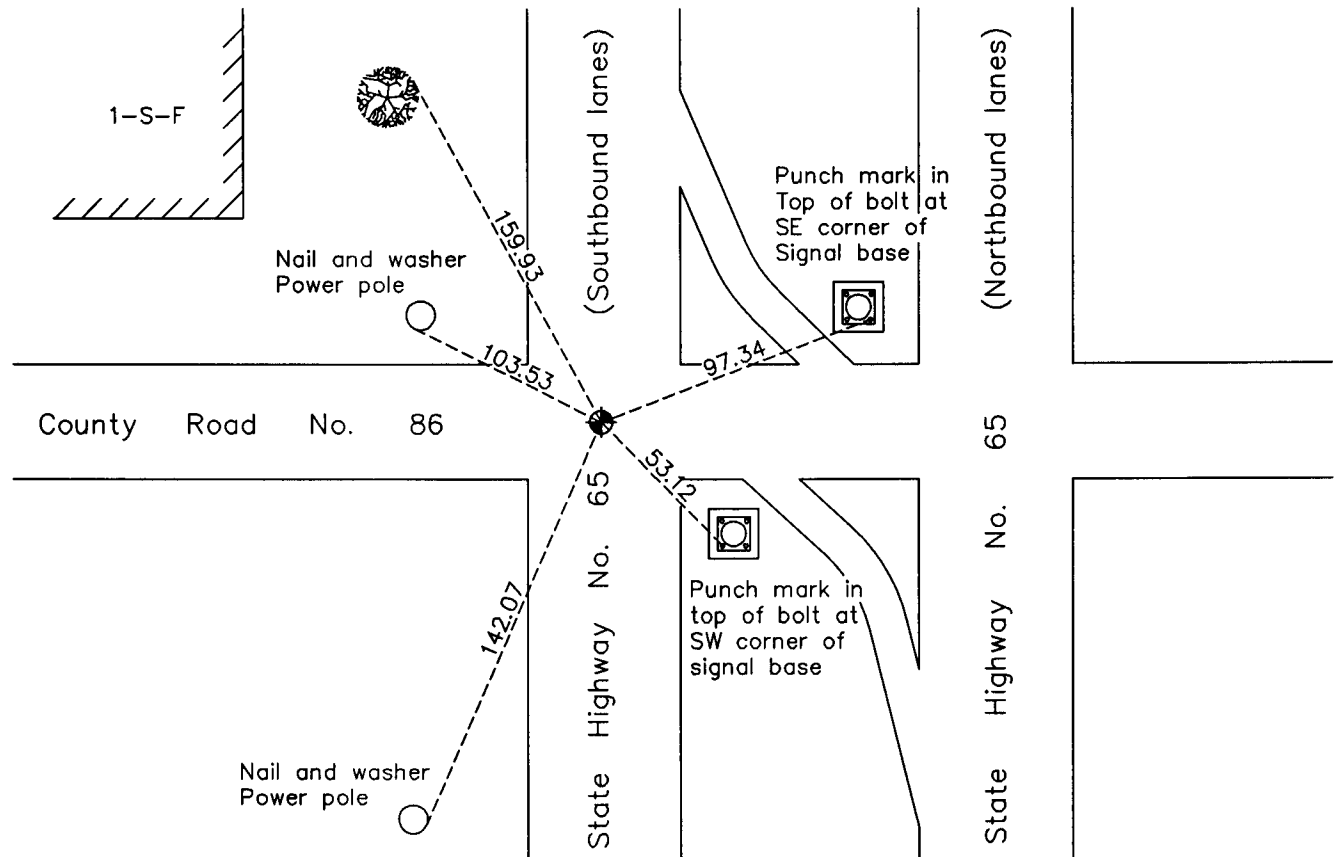 1-S-F
(Southbound lanes)
(Northbound lanes)
Punch mark in
Top of bolt at
SE corner of
Signal base
159.93
Nail and washer
Power pole
103.53
97.34
County Road No. 86
53.12
142.07
State Highway No. 65
State Highway No. 65
Punch mark in
top of bolt at
SW corner of
signal base
Nail and washer
Power pole